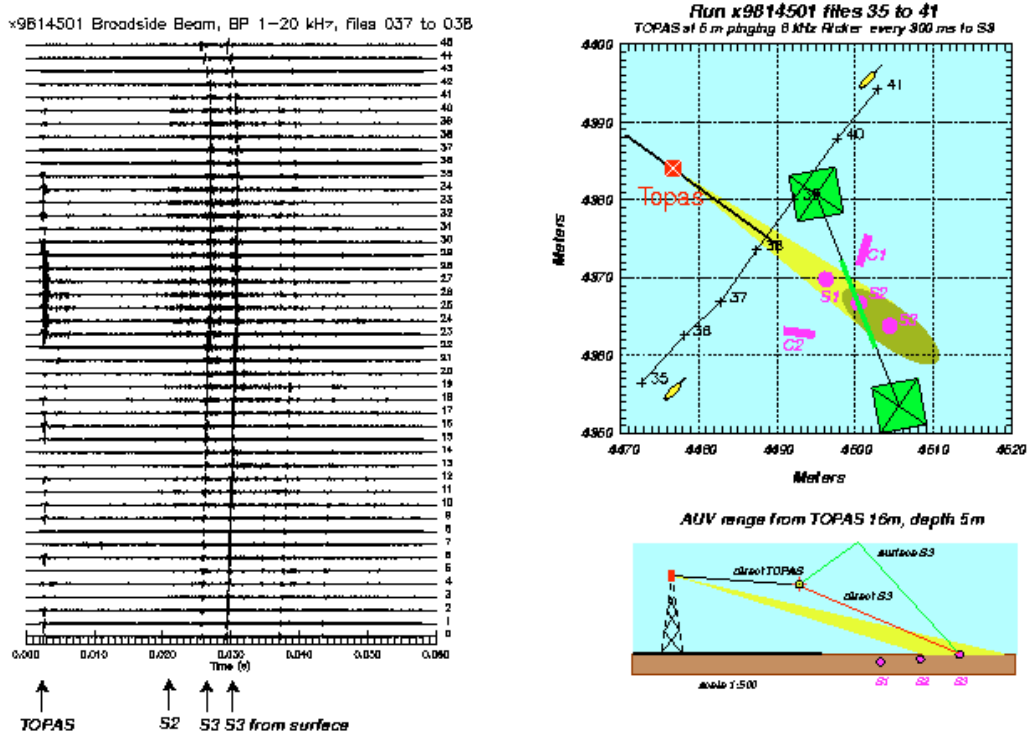 x9814501 Broadside Beam, BP 1-20 kHz, files 037 to 038
46
44
43
42
41
40
39
38
37
36
35
34
33
32
31
30
29
28
27
26
25
24
23
22
21
20
19
18
17
16
15
14
13
12
11
10
9
8
7
6
5
4
3
2
1
0
0.000 0.010 0.020 0.030 0.040 0.050 0.060
Time (s)
TOPAS S2 S3 S3 from surface
Run x9814501 files 35 to 41
TOPAS at 5 m pinging 6 kHz Ricker every 300 ms to S3
4400
4390
4380
4370
4360
4350
Meters
41
40
39
Topas
38
C1
S1
S2
37
S3
36
C2
35
4470 4480 4490 4500 4510 4520
Meters
AUV range from TOPAS 16m, depth 5m
surface S3
direct TOPAS
direct S3
S1 S2 S3
scale 1:500